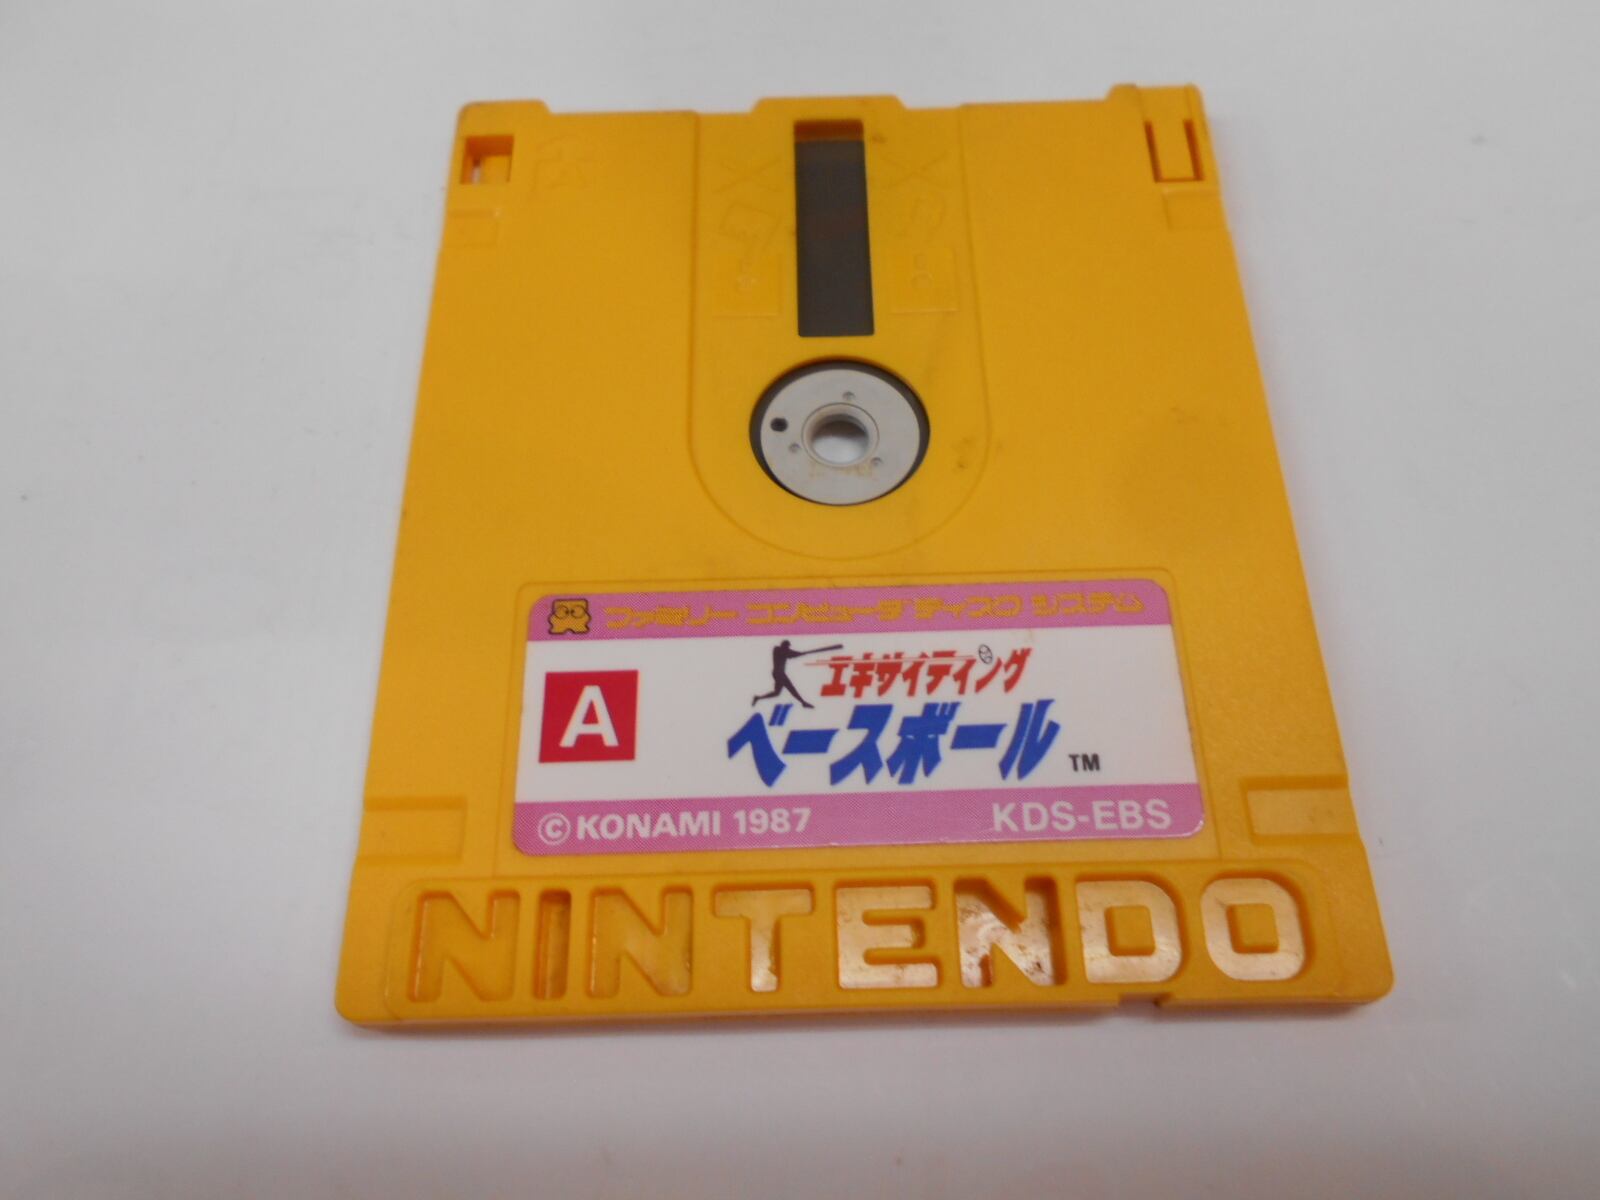 ファミリー コンピュータ ディスク システム
A
エキサイティング
ベースボール ™
© KONAMI 1987 KDS-EBS
NINTENDO